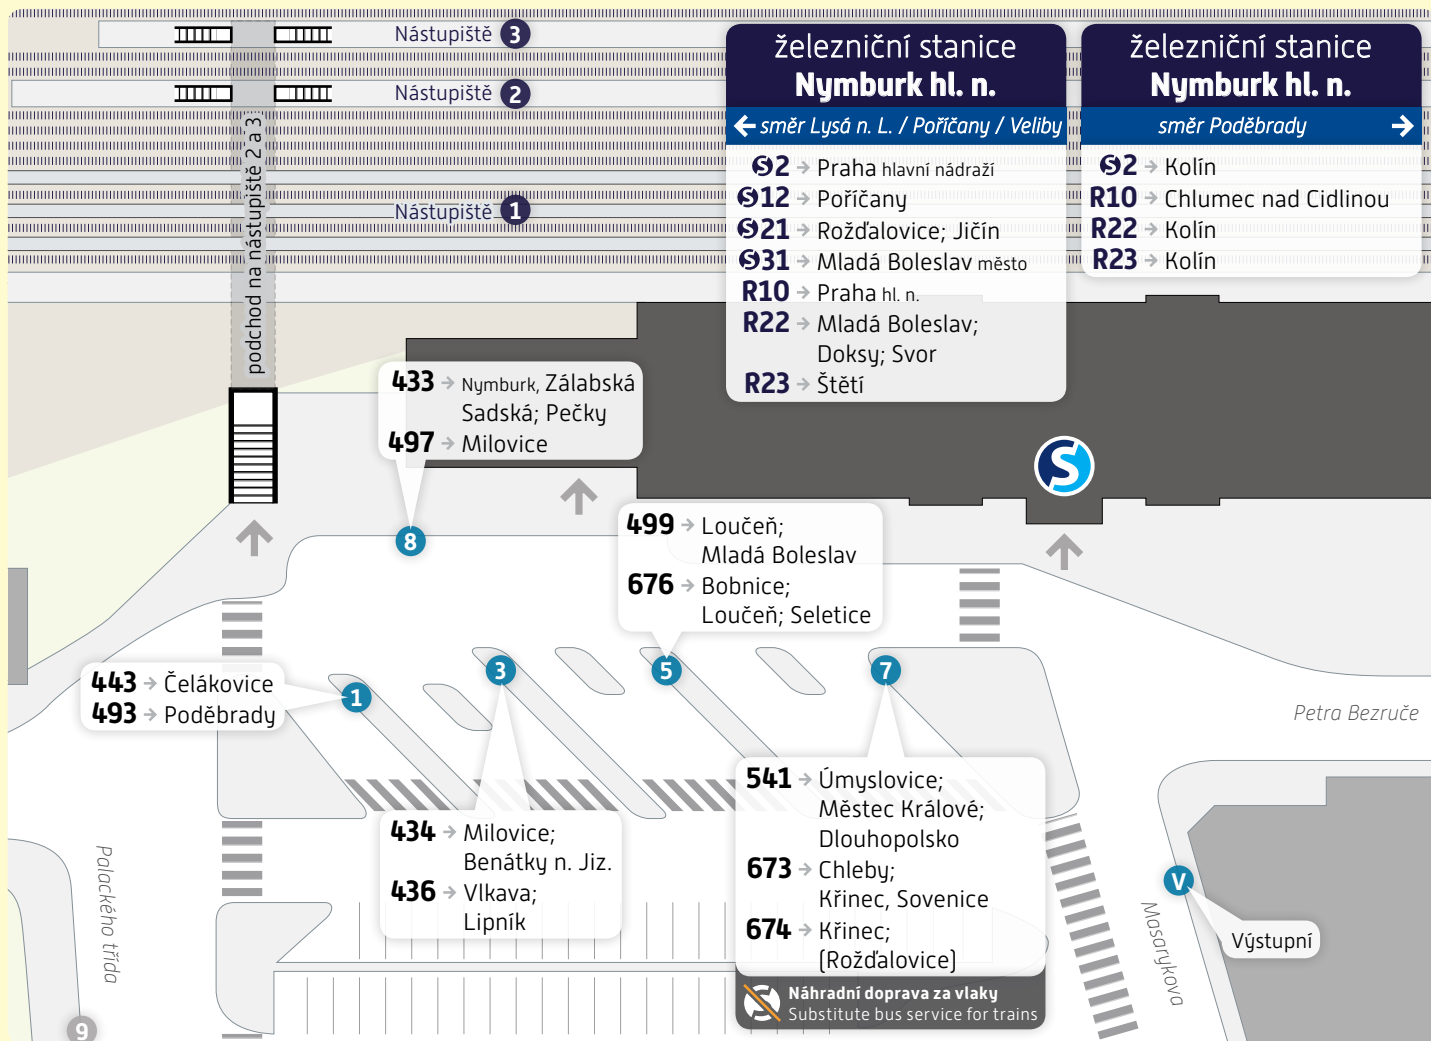 Nástupiště 3
Nástupiště 2
Nástupiště 1
podchod na nástupiště 2 a 3
železniční stanice
Nymburk hl. n.
← směr Lysá n. L. / Poříčany / Veliby
S2 → Praha hlavní nádraží
S12 → Poříčany
S21 → Rožďalovice; Jičín
S31 → Mladá Boleslav město
R10 → Praha hl. n.
R22 → Mladá Boleslav;
Doksy; Svor
R23 → Štětí
železniční stanice
Nymburk hl. n.
směr Poděbrady →
S2 → Kolín
R10 → Chlumec nad Cidlinou
R22 → Kolín
R23 → Kolín
433 → Nymburk, Zálabská
Sadská; Pečky
497 → Milovice
8
S
499 → Loučeň;
Mladá Boleslav
676 → Bobnice;
Loučeň; Seletice
5
443 → Čelákovice
493 → Poděbrady
1
3
434 → Milovice;
Benátky n. Jiz.
436 → Vlkava;
Lipník
7
541 → Úmyslovice;
Městec Králové;
Dlouhopolsko
673 → Chleby;
Křinec, Sovenice
674 → Křinec;
(Rožďalovice)
Náhradní doprava za vlaky
Substitute bus service for trains
Petra Bezruče
Palackého třída
9
Masarykova
V
Výstupní